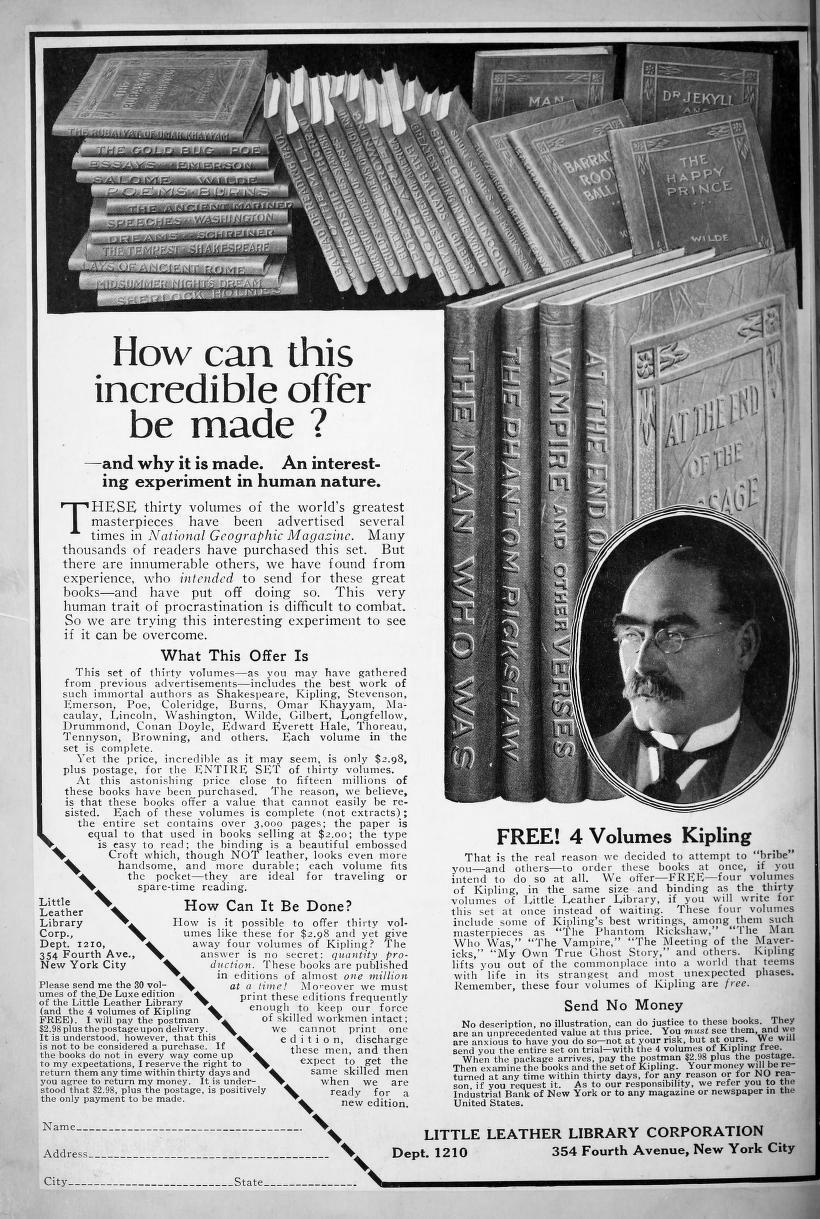 THE RUBAIYAT OF OMAR KHAYYAM
THE GOLD BUG POE
ESSAYS EMERSON
SALOME WILDE
POEMS BURNS
THE ANCIENT MARINER
SPEECHES WASHINGTON
DREAMS SCHREINER
THE TEMPEST SHAKESPEARE
LAYS OF ANCIENT ROME
MIDSUMMER NIGHTS DREAM
SHERLOCK HOLMES
BAB BALLADS GILBERT
SPEECHES LINCOLN
MAN
DR JEKYLL
AND
BARRAC
ROO
BALL
THE
HAPPY
PRINCE
WILDE
THE MAN WHO WAS
THE PHANTOM RICKSHAW
VAMPIRE AND OTHER VERSES
AT THE END OF
AT THE END
OF THE
SSAGE
How can this
incredible offer
be made ?
—and why it is made. An interest-
ing experiment in human nature.
THESE thirty volumes of the world's greatest
masterpieces have been advertised several
times in National Geographic Magazine. Many
thousands of readers have purchased this set. But
there are innumerable others, we have found from
experience, who intended to send for these great
books—and have put off doing so. This very
human trait of procrastination is difficult to combat.
So we are trying this interesting experiment to see
if it can be overcome.
What This Offer Is
This set of thirty volumes—as you may have gathered
from previous advertisements—includes the best work of
such immortal authors as Shakespeare, Kipling, Stevenson,
Emerson, Poe, Coleridge, Burns, Omar Khayyam, Ma-
caulay, Lincoln, Washington, Wilde, Gilbert, Longfellow,
Drummond, Conan Doyle, Edward Everett Hale, Thoreau,
Tennyson, Browning, and others. Each volume in the
set is complete.
Yet the price, incredible as it may seem, is only $2.98,
plus postage, for the ENTIRE SET of thirty volumes.
At this astonishing price close to fifteen millions of
these books have been purchased. The reason, we believe,
is that these books offer a value that cannot easily be re-
sisted. Each of these volumes is complete (not extracts);
the entire set contains over 3,000 pages; the paper is
equal to that used in books selling at $2.00; the type
is easy to read; the binding is a beautiful embossed
Croft which, though NOT leather, looks even more
handsome, and more durable; each volume fits
the pocket—they are ideal for traveling or
spare-time reading.
How Can It Be Done?
How is it possible to offer thirty vol-
umes like these for $2.98 and yet give
away four volumes of Kipling? The
answer is no secret: quantity pro-
duction. These books are published
in editions of almost one million
at a time! Moreover we must
print these editions frequently
enough to keep our force
of skilled workmen intact;
we cannot print one
edition, discharge
these men, and then
expect to get the
same skilled men
when we are
ready for a
new edition.
Little
Leather
Library
Corp.,
Dept. 1210,
354 Fourth Ave.,
New York City
Please send me the 30 vol-
umes of the De Luxe edition
of the Little Leather Library
(and the 4 volumes of Kipling
FREE). I will pay the postman
$2.98 plus the postage upon delivery.
It is understood, however, that this
is not to be considered a purchase. If
the books do not in every way come up
to my expectations, I reserve the right to
return them any time within thirty days and
you agree to return my money. It is under-
stood that $2.98, plus the postage, is positively
the only payment to be made.
Name
Address
City State
FREE! 4 Volumes Kipling
That is the real reason we decided to attempt to "bribe"
you—and others—to order these books at once, if you
intend to do so at all. We offer—FREE—four volumes
of Kipling, in the same size and binding as the thirty
volumes of Little Leather Library, if you will write for
this set at once instead of waiting. These four volumes
include some of Kipling's best writings, among them such
masterpieces as "The Phantom Rickshaw," "The Man
Who Was," "The Vampire," "The Meeting of the Maver-
icks," "My Own True Ghost Story," and others. Kipling
lifts you out of the commonplace into a world that teems
with life in its strangest and most unexpected phases.
Remember, these four volumes of Kipling are free.
Send No Money
No description, no illustration, can do justice to these books. They
are an unprecedented value at this price. You must see them, and we
are anxious to have you do so—not at your risk, but at ours. We will
send you the entire set on trial—with the 4 volumes of Kipling free.
When the package arrives, pay the postman $2.98 plus the postage.
Then examine the books and the set of Kipling. Your money will be re-
turned at any time within thirty days, for any reason or for NO rea-
son, if you request it. As to our responsibility, we refer you to the
Industrial Bank of New York or to any magazine or newspaper in the
United States.
LITTLE LEATHER LIBRARY CORPORATION
Dept. 1210 354 Fourth Avenue, New York City